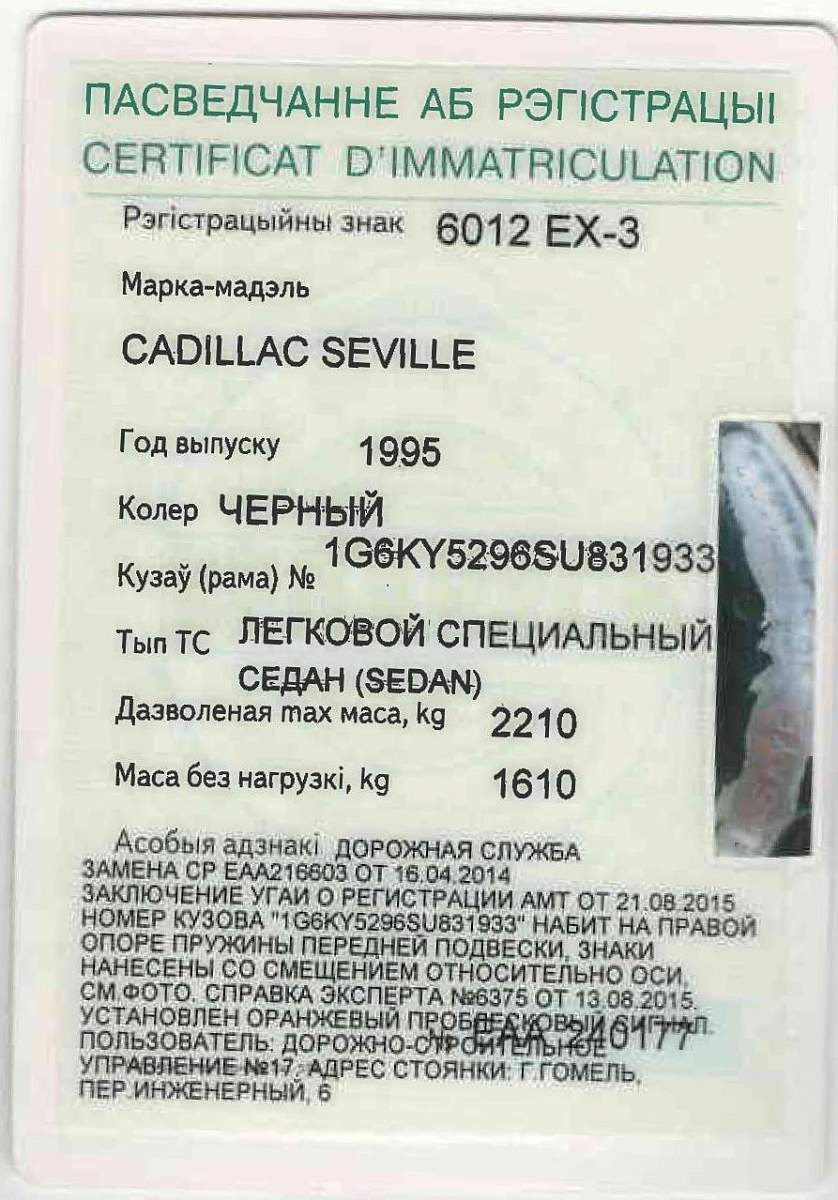 ПАСВЕДЧАННЕ АБ РЭГІСТРАЦЫІ
CERTIFICAT D'IMMATRICULATION
Рэгістрацыйны знак 6012 EX-3
Марка-мадэль
CADILLAC SEVILLE
Год выпуску 1995
Колер ЧЕРНЫЙ
Кузаў (рама) № 1G6KY5296SU831933
Тып ТС ЛЕГКОВОЙ СПЕЦИАЛЬНЫЙ
СЕДАН (SEDAN)
Дазволеная max маса, kg 2210
Маса без нагрузкі, kg 1610
Асобыя адзнакі ДОРОЖНАЯ СЛУЖБА
ЗАМЕНА СР ЕАА216603 ОТ 16.04.2014
ЗАКЛЮЧЕНИЕ УГАИ О РЕГИСТРАЦИИ АМТ ОТ 21.08.2015
НОМЕР КУЗОВА "1G6KY5296SU831933" НАБИТ НА ПРАВОЙ
ОПОРЕ ПРУЖИНЫ ПЕРЕДНЕЙ ПОДВЕСКИ, ЗНАКИ
НАНЕСЕНЫ СО СМЕЩЕНИЕМ ОТНОСИТЕЛЬНО ОСИ,
СМ.ФОТО. СПРАВКА ЭКСПЕРТА №6375 ОТ 13.08.2015.
УСТАНОВЛЕН ОРАНЖЕВЫЙ ПРОБЛЕСКОВЫЙ СИГНАЛ.
ЕАА 240177
ПОЛЬЗОВАТЕЛЬ: ДОРОЖНО-СТРОИТЕЛЬНОЕ
УПРАВЛЕНИЕ №17, АДРЕС СТОЯНКИ: Г.ГОМЕЛЬ,
ПЕР.ИНЖЕНЕРНЫЙ, 6